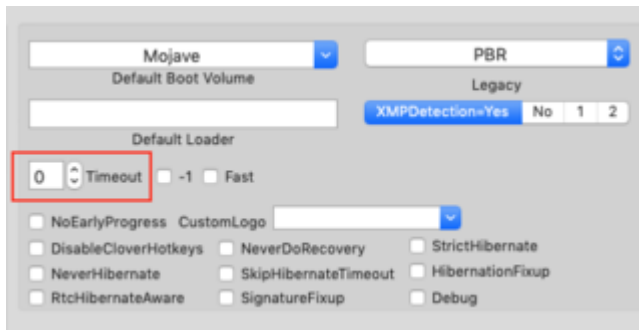 Mojave PBR
Default Boot Volume Legacy
XMPDetection=Yes No 1 2
Default Loader
0 Timeout -1 Fast
NoEarlyProgress CustomLogo
DisableCloverHotkeys NeverDoRecovery StrictHibernate
NeverHibernate SkipHibernateTimeout HibernationFixup
RtcHibernateAware SignatureFixup Debug